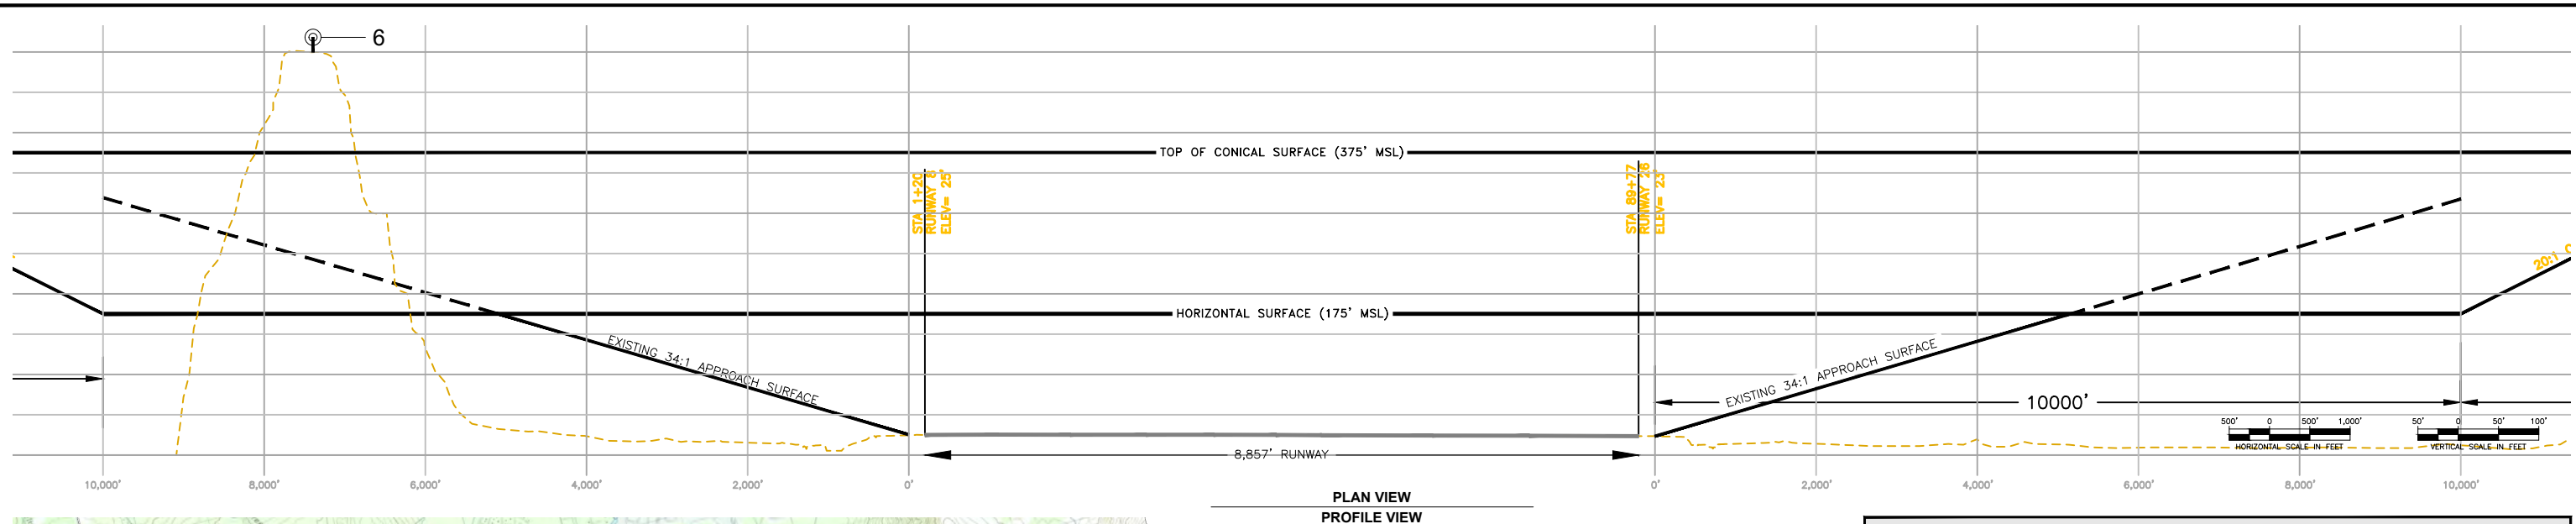 6
TOP OF CONICAL SURFACE (375' MSL)
STA 1+20
RUNWAY 8
ELEV= 25'
STA 89+77
RUNWAY 26
ELEV= 23'
20:1
HORIZONTAL SURFACE (175' MSL)
EXISTING 34:1 APPROACH SURFACE
EXISTING 34:1 APPROACH SURFACE
10000'
500' 0 500' 1,000'
HORIZONTAL SCALE IN FEET
50' 0 50' 100'
VERTICAL SCALE IN FEET
8,857' RUNWAY
10,000' 8,000' 6,000' 4,000' 2,000' 0' 0' 2,000' 4,000' 6,000' 8,000' 10,000'
PLAN VIEW
PROFILE VIEW